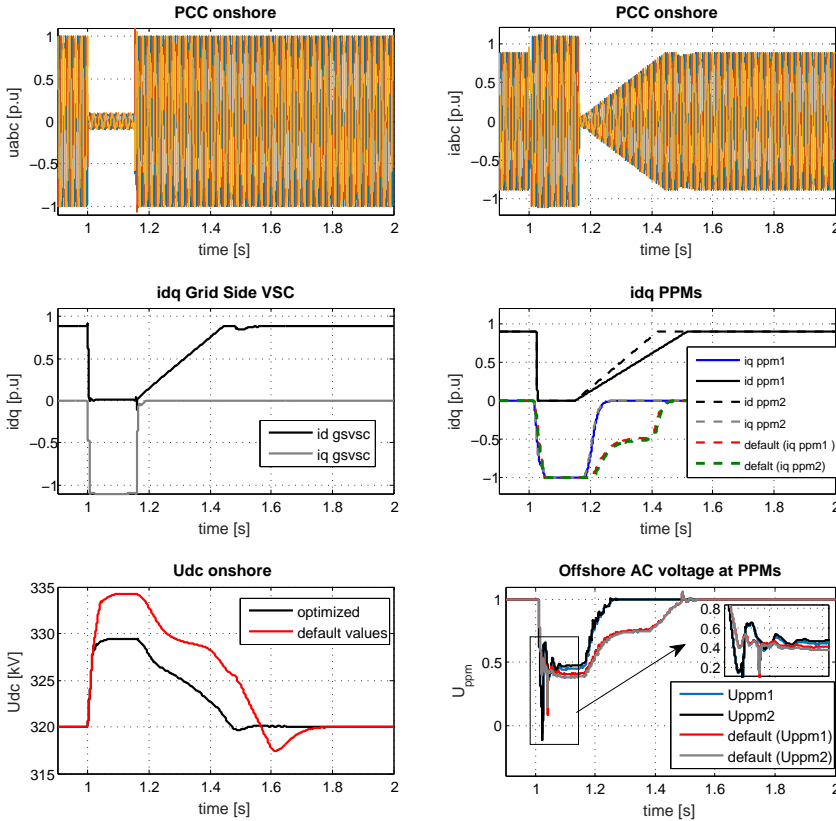 PCC onshore
1
0.5
0
−0.5
−1
uabc [p.u]
1
1.2
1.4
1.6
1.8
2
time [s]
PCC onshore
1
0.5
0
−0.5
−1
iabc [p.u]
1
1.2
1.4
1.6
1.8
2
time [s]
idq Grid Side VSC
1
0.5
0
−0.5
−1
idq [p.u]
id gsvsc
iq gsvsc
1
1.2
1.4
1.6
1.8
2
time [s]
idq PPMs
1
0.5
0
−0.5
−1
idq [p.u]
iq ppm1
id ppm1
id ppm2
iq ppm2
default (iq ppm1 )
defalt (iq ppm2)
1
1.2
1.4
1.6
1.8
2
time [s]
Udc onshore
335
330
325
320
315
Udc [kV]
optimized
default values
1
1.2
1.4
1.6
1.8
2
time [s]
Offshore AC voltage at PPMs
1
0.5
0
Uppm
0.8
0.6
0.4
0.2
Uppm1
Uppm2
default (Uppm1)
default (Uppm2)
1
1.2
1.4
1.6
1.8
2
time [s]